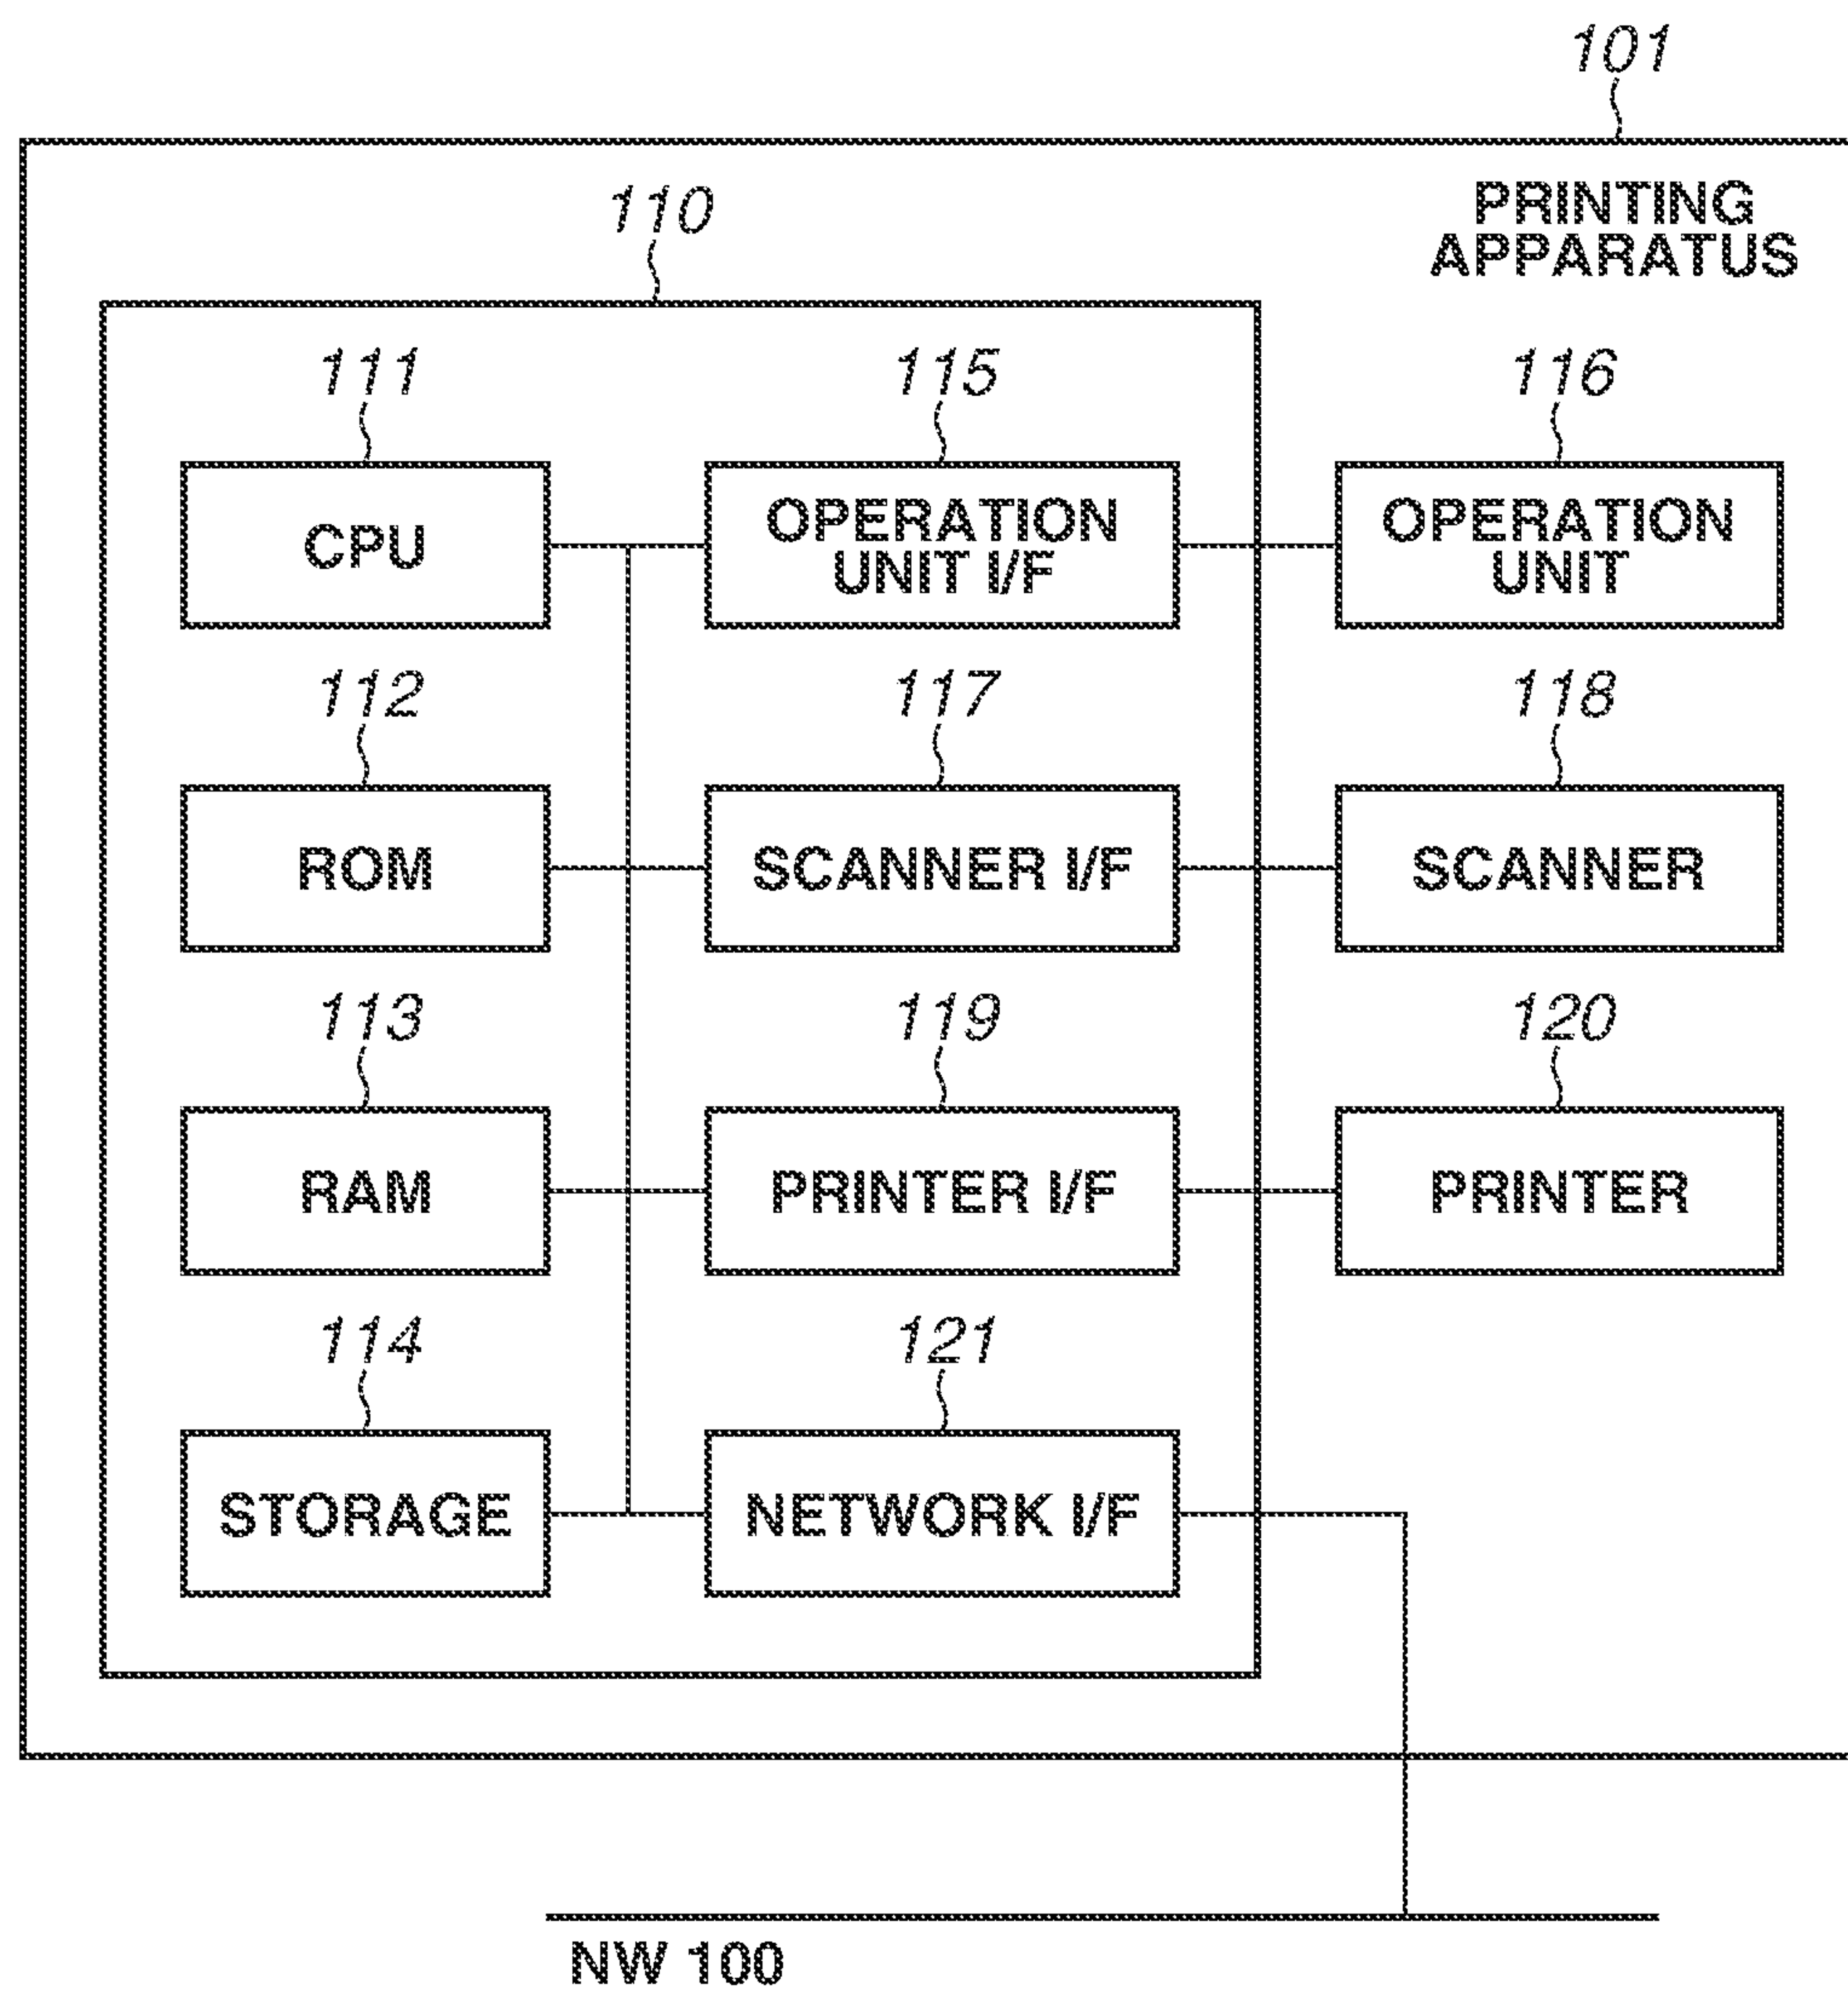 101
PRINTING
APPARATUS
110
111
115
116
CPU
OPERATION
UNIT I/F
OPERATION
UNIT
112
117
118
ROM
SCANNER I/F
SCANNER
113
119
120
RAM
PRINTER I/F
PRINTER
114
121
STORAGE
NETWORK I/F
NW 100